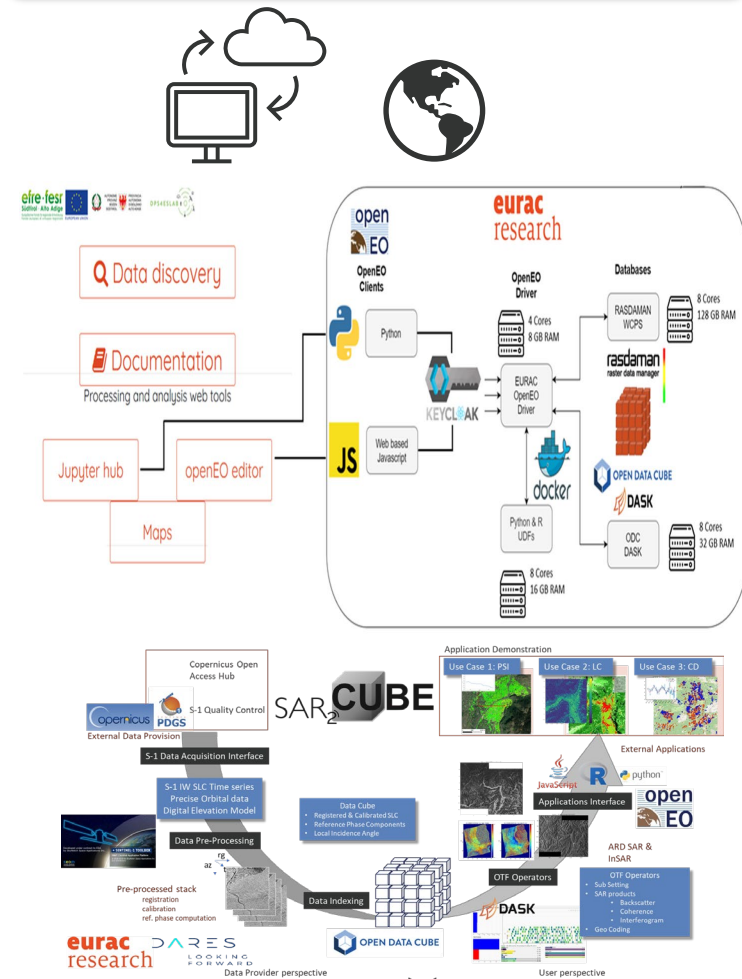 efre·fesr
Südtirol · Alto Adige
EUROPEAN UNION
DPS4ESLAB
Data discovery
Documentation
Processing and analysis web tools
Jupyter hub
openEO editor
Maps
open
EO
eurac
research
OpenEO
Clients
OpenEO
Driver
Databases
Python
4 Cores
8 GB RAM
RASDAMAN
WCPS
8 Cores
128 GB RAM
rasdaman
raster data manager
KEYCLOAK
EURAC
OpenEO
Driver
JS
Web based
Javascript
docker
OPEN DATA CUBE
DASK
Python & R
UDFs
ODC
DASK
8 Cores
32 GB RAM
8 Cores
16 GB RAM
Application Demonstration
Use Case 1: PSI
Use Case 2: LC
Use Case 3: CD
Copernicus Open
Access Hub
S-1 Quality Control
opernicus
PDGS
External Data Provision
SAR2CUBE
S-1 Data Acquisition Interface
External Applications
S-1 IW SLC Time series
Precise Orbital data
Digital Elevation Model
JavaScript
R
python
Applications Interface
open
EO
Data Cube
• Registered & Calibrated SLC
• Reference Phase Components
• Local Incidence Angle
SENTINEL-1 TOOLBOX
Data Pre-Processing
rg
az
ARD SAR &
InSAR
OTF Operators
OTF Operators
• Sub Setting
• SAR products
• Backscatter
• Coherence
• Interferogram
• Geo Coding
Pre-processed stack
registration
calibration
ref. phase computation
Data Indexing
DASK
OPEN DATA CUBE
eurac
research
DARES
LOOKING
FORWARD
Data Provider perspective
User perspective